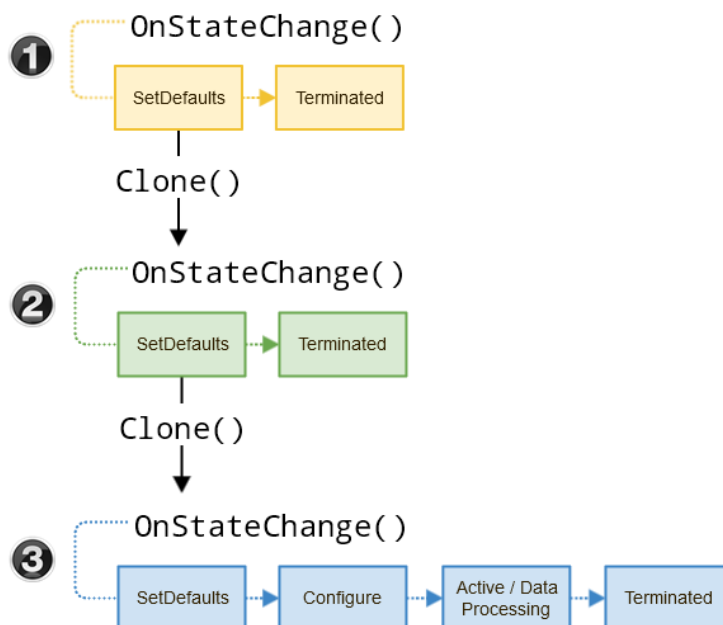 1
OnStateChange()
SetDefaults
Terminated
Clone()
2
OnStateChange()
SetDefaults
Terminated
Clone()
3
OnStateChange()
SetDefaults
Configure
Active / Data
Processing
Terminated